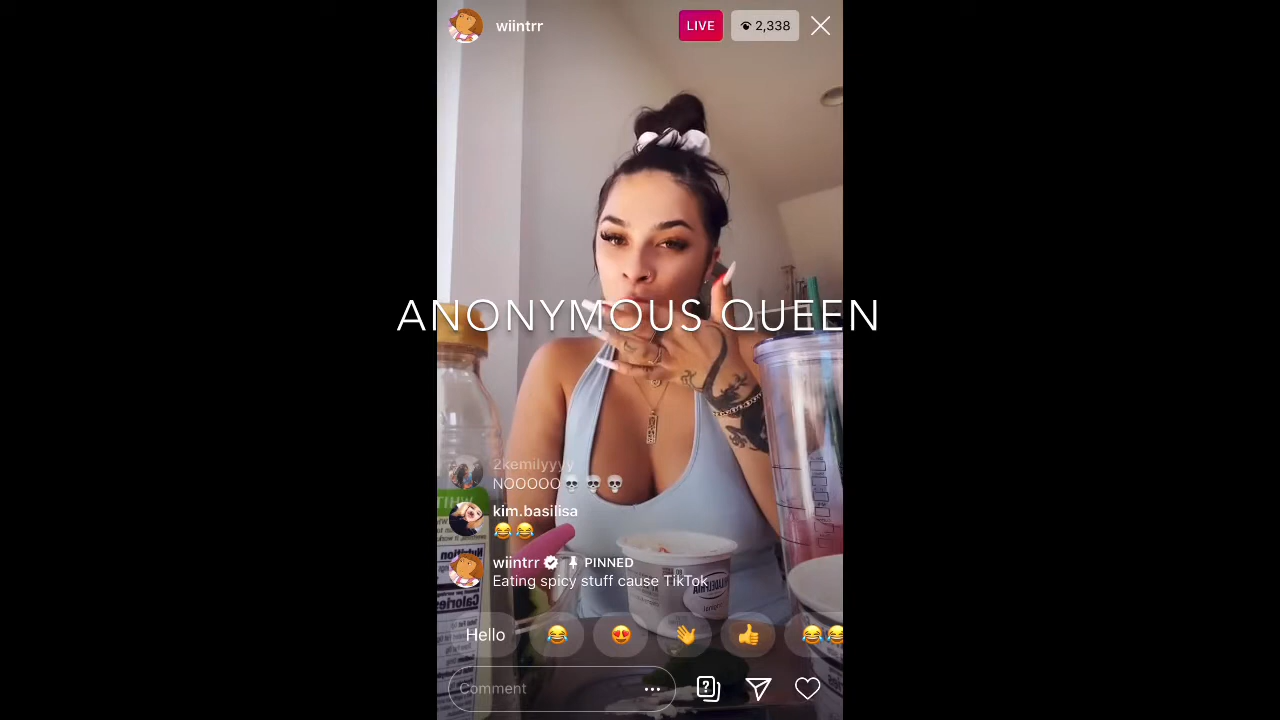 wiintrr
LIVE
2,338
ANONYMOUS QUEEN
2kemilyyyy
NOOOOO💀💀💀
kim.basilisa
😂😂
wiintrr PINNED
Eating spicy stuff cause TikTok
Hello 😂 😍 👋 👍 😂😂
Comment